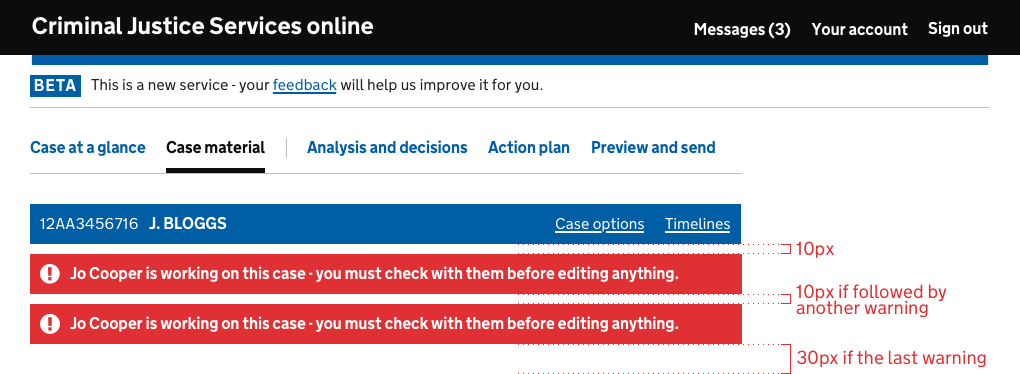 Criminal Justice Services online
Messages (3) Your account Sign out
BETA This is a new service - your feedback will help us improve it for you.
Case at a glance Case material Analysis and decisions Action plan Preview and send
12AA3456716 J. BLOGGS Case options Timelines
10px
! Jo Cooper is working on this case - you must check with them before editing anything.
10px if followed by
another warning
! Jo Cooper is working on this case - you must check with them before editing anything.
30px if the last warning